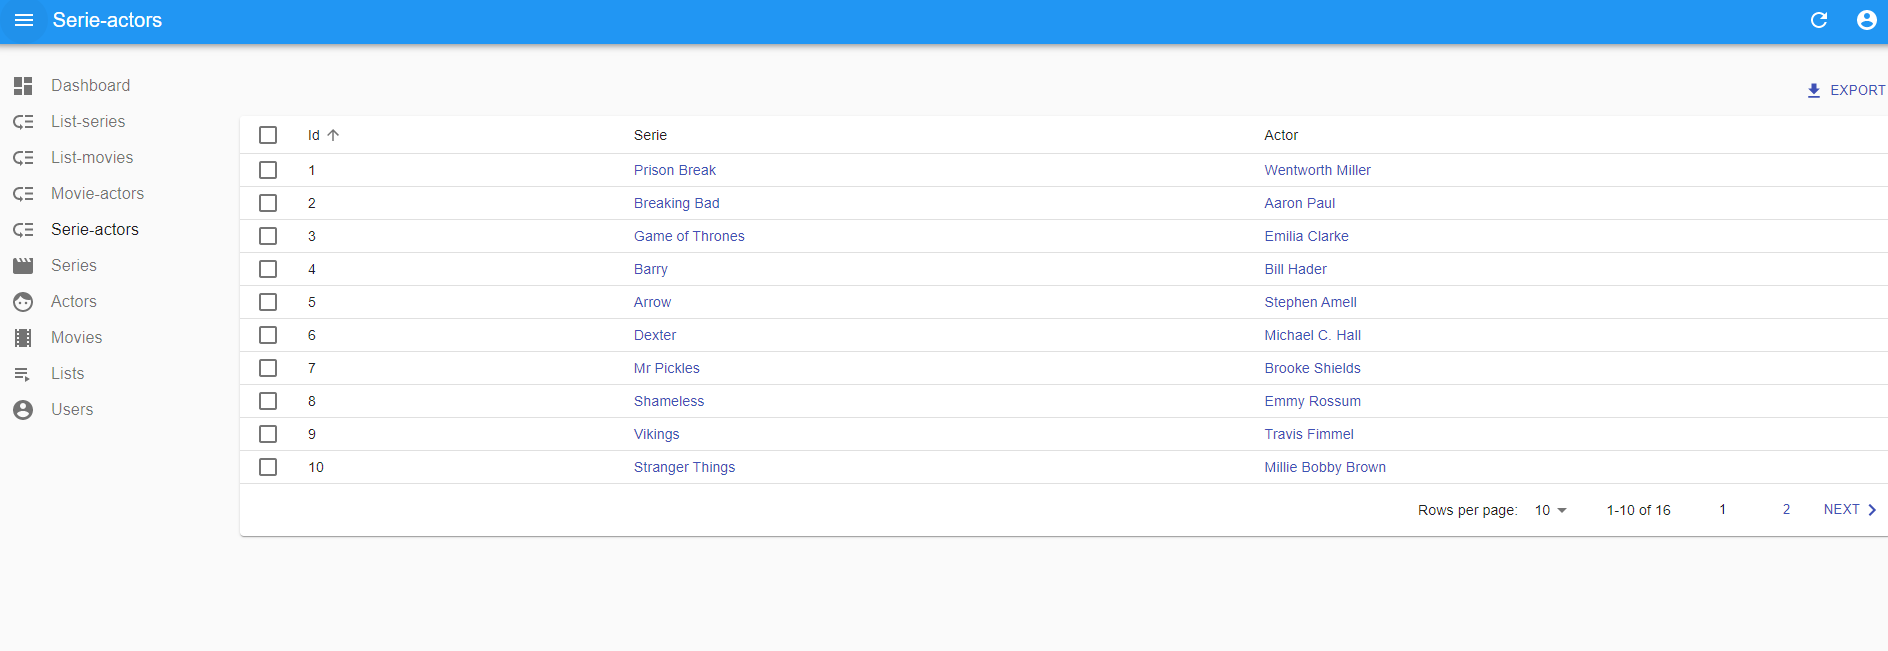 Serie-actors
Dashboard
List-series
List-movies
Movie-actors
Serie-actors
Series
Actors
Movies
Lists
Users
EXPORT
Id Serie Actor
1 Prison Break Wentworth Miller
2 Breaking Bad Aaron Paul
3 Game of Thrones Emilia Clarke
4 Barry Bill Hader
5 Arrow Stephen Amell
6 Dexter Michael C. Hall
7 Mr Pickles Brooke Shields
8 Shameless Emmy Rossum
9 Vikings Travis Fimmel
10 Stranger Things Millie Bobby Brown
Rows per page: 10 1-10 of 16 1 2 NEXT